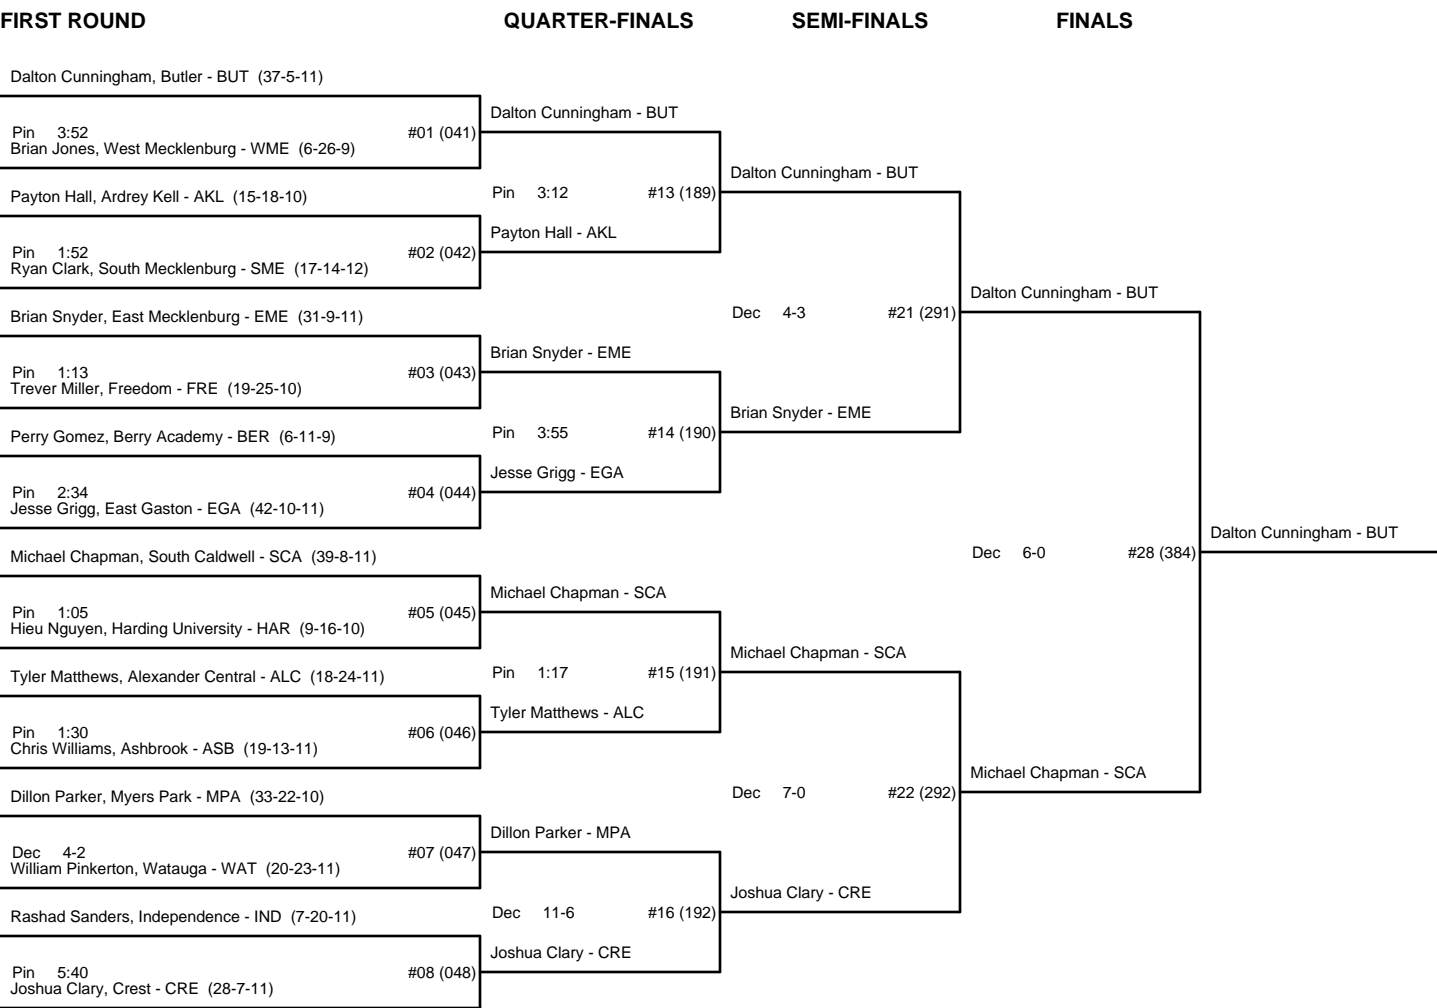 FIRST ROUND QUARTER-FINALS SEMI-FINALS FINALS
Dalton Cunningham, Butler - BUT (37-5-11)
Dalton Cunningham - BUT
Pin 3:52 #01 (041)
Brian Jones, West Mecklenburg - WME (6-26-9)
Dalton Cunningham - BUT
Payton Hall, Ardrey Kell - AKL (15-18-10) Pin 3:12 #13 (189)
Payton Hall - AKL
Pin 1:52 #02 (042)
Ryan Clark, South Mecklenburg - SME (17-14-12)
Dalton Cunningham - BUT
Brian Snyder, East Mecklenburg - EME (31-9-11) Dec 4-3 #21 (291)
Brian Snyder - EME
Pin 1:13 #03 (043)
Trever Miller, Freedom - FRE (19-25-10)
Brian Snyder - EME
Perry Gomez, Berry Academy - BER (6-11-9) Pin 3:55 #14 (190)
Jesse Grigg - EGA
Pin 2:34 #04 (044)
Jesse Grigg, East Gaston - EGA (42-10-11)
Dalton Cunningham - BUT
Michael Chapman, South Caldwell - SCA (39-8-11) Dec 6-0 #28 (384)
Michael Chapman - SCA
Pin 1:05 #05 (045)
Hieu Nguyen, Harding University - HAR (9-16-10)
Michael Chapman - SCA
Tyler Matthews, Alexander Central - ALC (18-24-11) Pin 1:17 #15 (191)
Tyler Matthews - ALC
Pin 1:30 #06 (046)
Chris Williams, Ashbrook - ASB (19-13-11)
Michael Chapman - SCA
Dillon Parker, Myers Park - MPA (33-22-10) Dec 7-0 #22 (292)
Dillon Parker - MPA
Dec 4-2 #07 (047)
William Pinkerton, Watauga - WAT (20-23-11)
Joshua Clary - CRE
Rashad Sanders, Independence - IND (7-20-11) Dec 11-6 #16 (192)
Joshua Clary - CRE
Pin 5:40 #08 (048)
Joshua Clary, Crest - CRE (28-7-11)